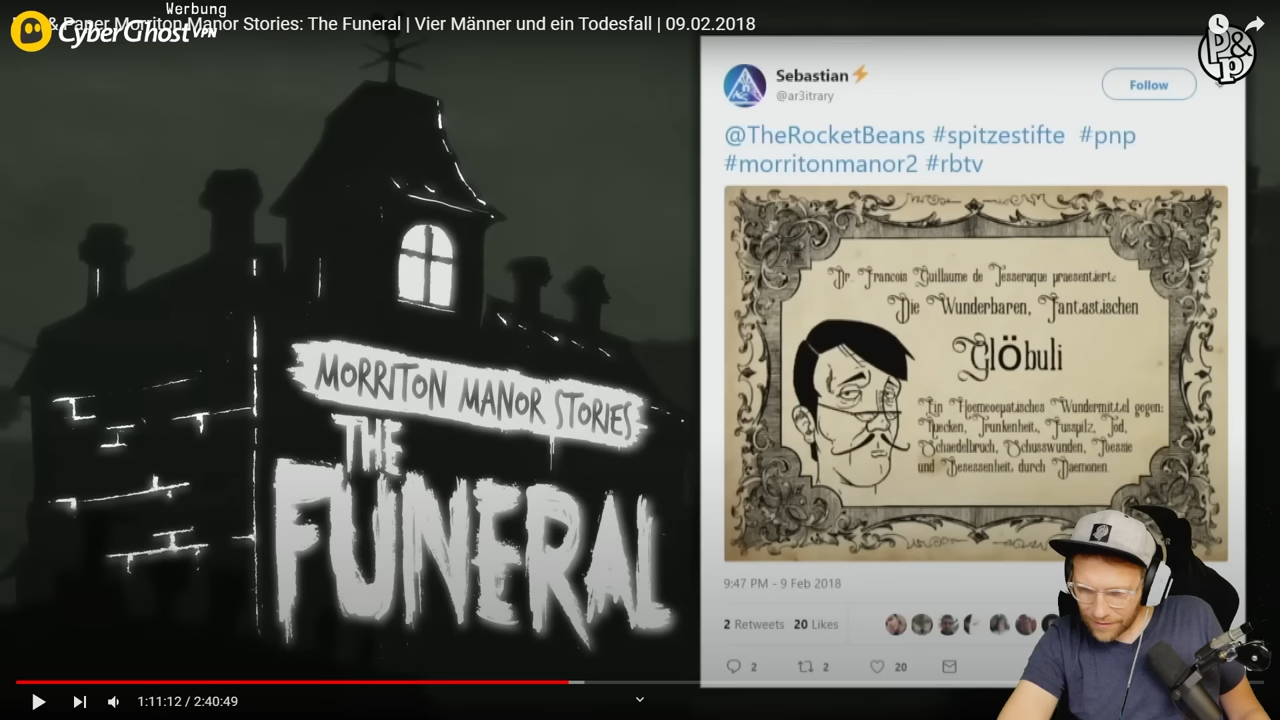 Werbung
& Paper Morriton Manor Stories: The Funeral | Vier Männer und ein Todesfall | 09.02.2018
CyberGhost VPN
P&P
Sebastian⚡
@ar3itrary
Follow
@TheRocketBeans #spitzestifte #pnp
#morritonmanor2 #rbtv
Dr. Francois Guillaume de Tesseraque praesentiert:
Die Wunderbaren, Fantastischen
Glöbuli
Ein Hoemeoepatisches Wundermittel gegen:
Specken, Trunkenheit, Fusspilz, Tod,
Schaedelbruch, Schusswunden, Poesie
und Besessenheit durch Daemonen.
MORRITON MANOR STORIES
THE
FUNERAL
9:47 PM - 9 Feb 2018
2 Retweets 20 Likes
2 2 20
1:11:12 / 2:40:49